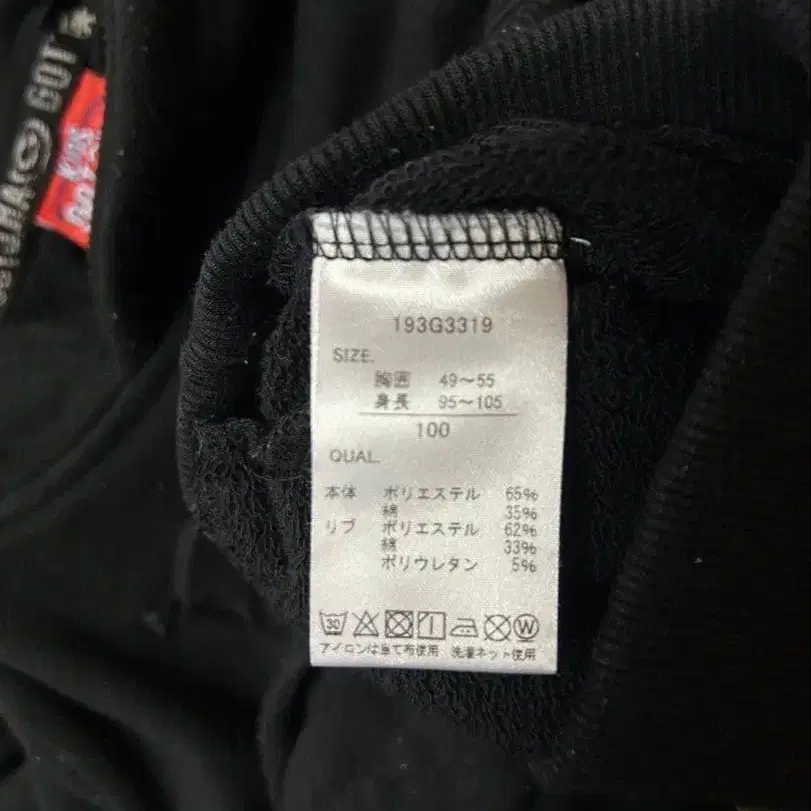 GOT
193G3319
SIZE.
胸囲 49〜55
身長 95〜105
100
QUAL.
本体 ポリエステル 65%
綿 35%
リブ ポリエステル 62%
綿 33%
ポリウレタン 5%
30 W
アイロンは当て布使用 洗濯ネット使用